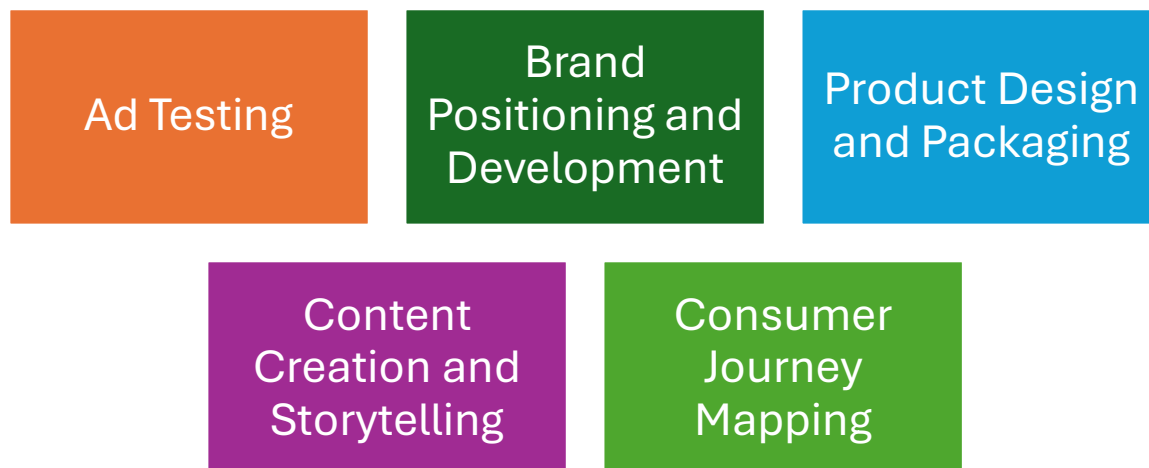 Ad Testing
Brand
Positioning and
Development
Product Design
and Packaging
Content
Creation and
Storytelling
Consumer
Journey
Mapping